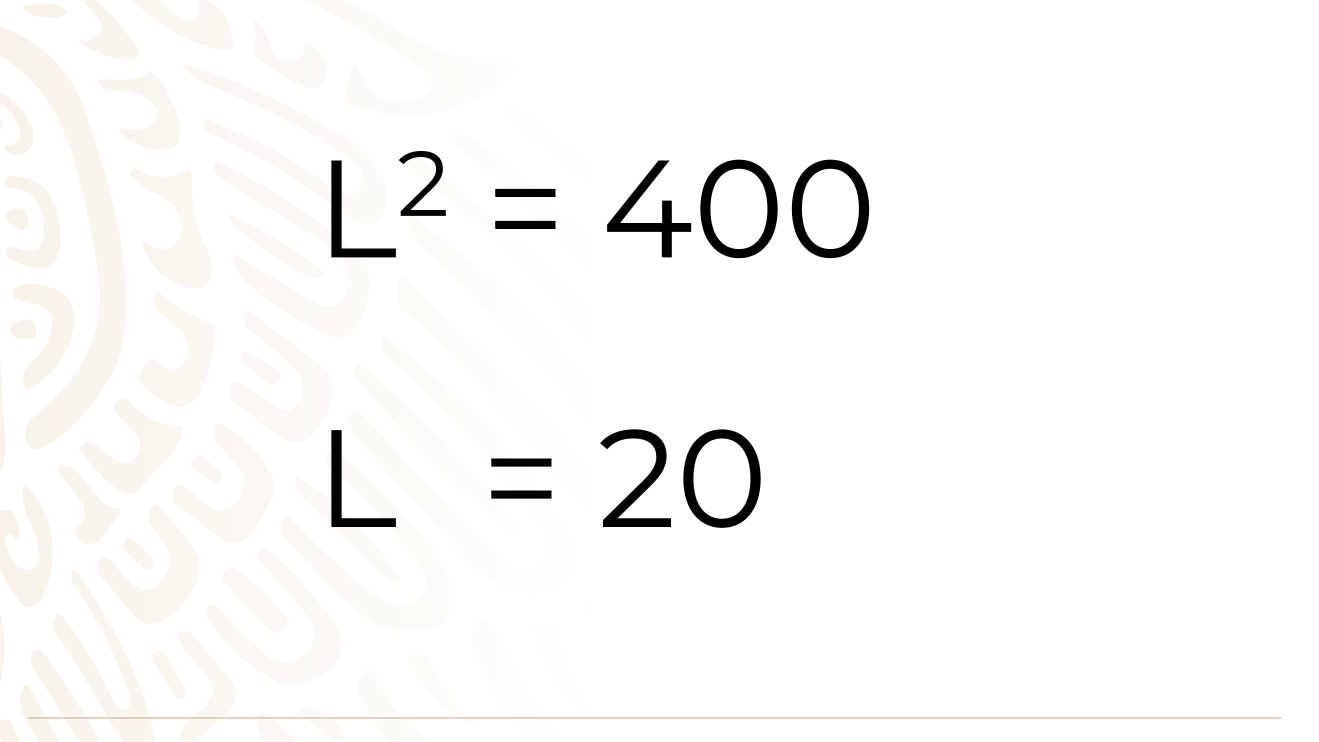 L² = 400
L = 20